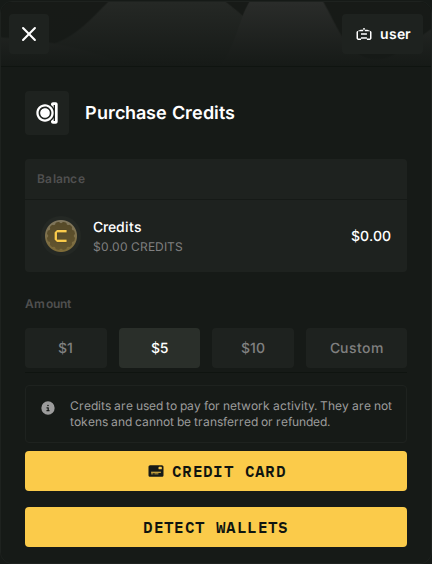 user
Purchase Credits
Balance
Credits
$0.00 CREDITS
$0.00
Amount
$1
$5
$10
Custom
Credits are used to pay for network activity. They are not
tokens and cannot be transferred or refunded.
CREDIT CARD
DETECT WALLETS